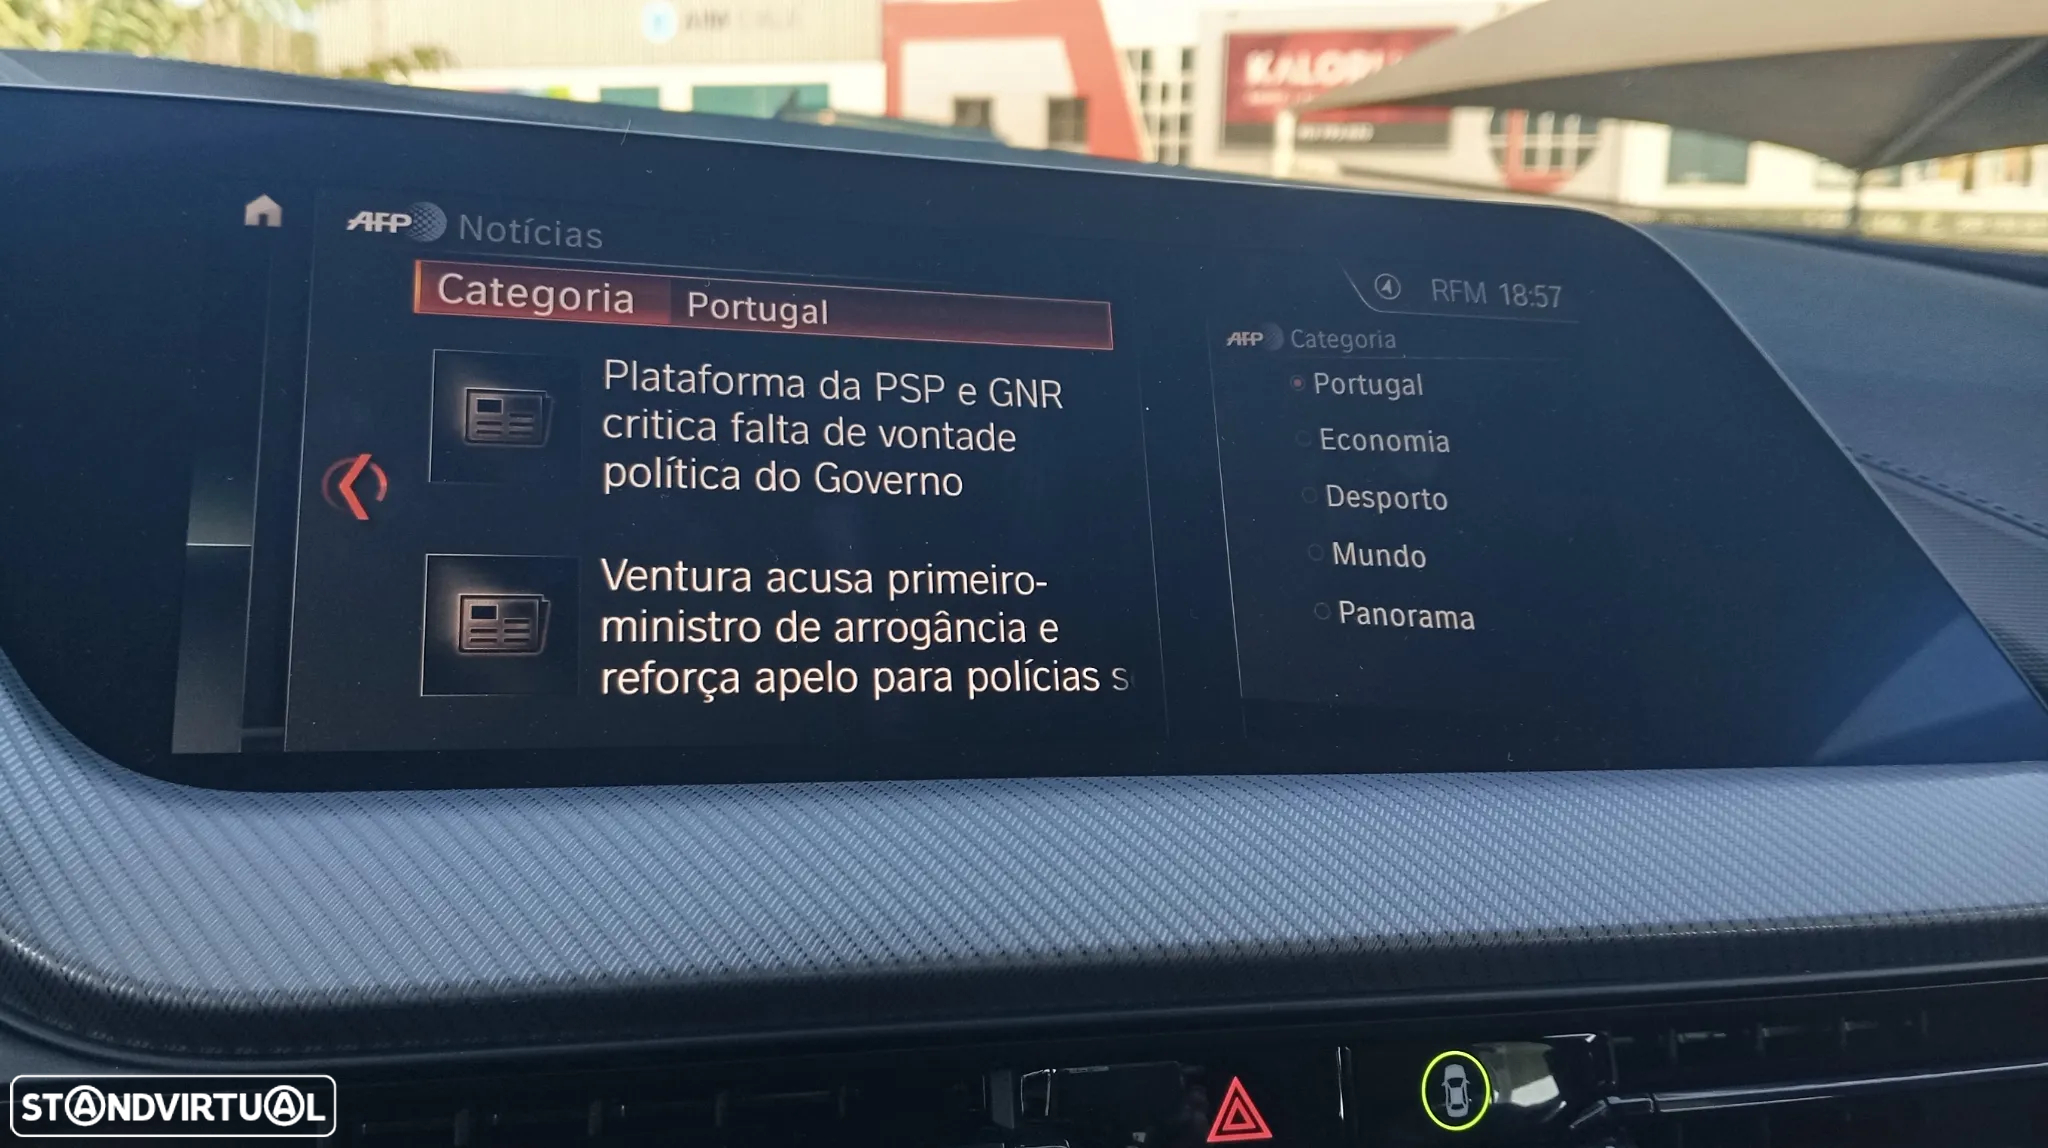 KALORI
AFP Notícias
Categoria Portugal
Plataforma da PSP e GNR
critica falta de vontade
política do Governo
Ventura acusa primeiro-
ministro de arrogância e
reforça apelo para polícias s
RFM 18:57
AFP Categoria
Portugal
Economia
Desporto
Mundo
Panorama
STANDVIRTUAL